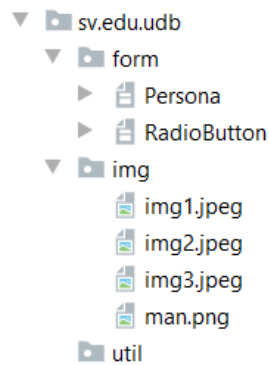 sv.edu.udb
form
Persona
RadioButton
img
img1.jpeg
img2.jpeg
img3.jpeg
man.png
util